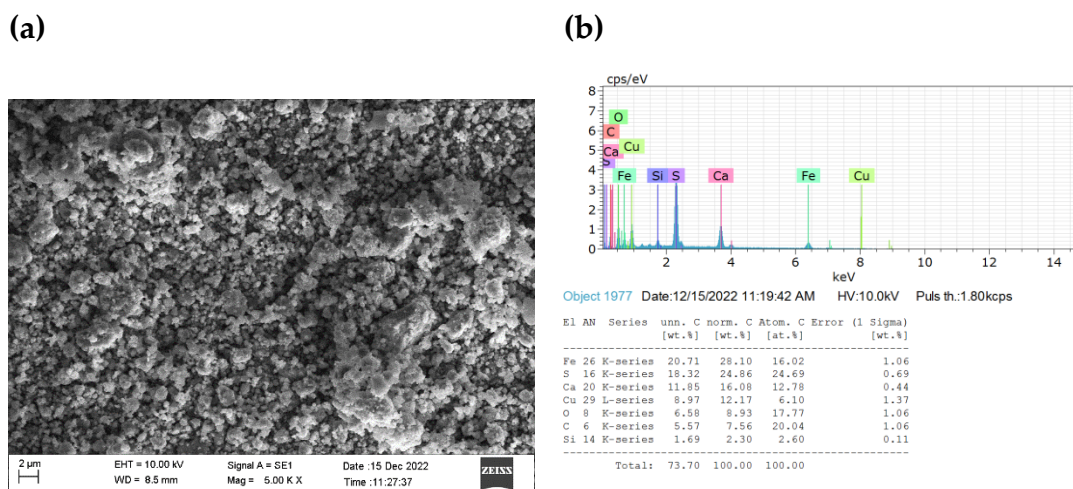 (a)
(b)
cps/eV
8
7
6
5
4
3
2
1
0
O
C
Cu
Ca
S
Fe
Si
S
Ca
Fe
Cu
2 4 6 8 10 12 14
keV
Object 1977 Date:12/15/2022 11:19:42 AM HV:10.0kV Puls th.:1.80kcps
El AN Series unn. C norm. C Atom. C Error (1 Sigma)
[wt.%] [wt.%] [at.%] [wt.%]
Fe 26 K-series 20.71 28.10 16.02 1.06
S 16 K-series 18.32 24.86 24.69 0.69
Ca 20 K-series 11.85 16.08 12.78 0.44
Cu 29 L-series 8.97 12.17 6.10 1.37
O 8 K-series 6.58 8.93 17.77 1.06
C 6 K-series 5.57 7.56 20.04 1.06
Si 14 K-series 1.69 2.30 2.60 0.11
Total: 73.70 100.00 100.00
2 µm
EHT = 10.00 kV Signal A = SE1 Date :15 Dec 2022
WD = 8.5 mm Mag = 5.00 K X Time :11:27:37
ZEISS